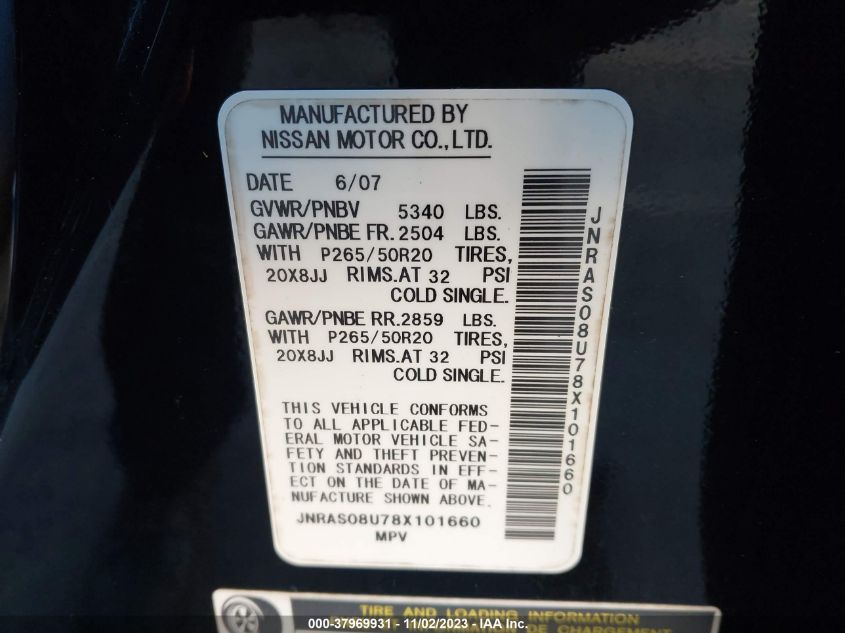 MANUFACTURED BY
NISSAN MOTOR CO.,LTD.
DATE 6/07
GVWR/PNBV 5340 LBS.
GAWR/PNBE FR. 2504 LBS.
WITH P265/50R20 TIRES,
20X8JJ RIMS.AT 32 PSI
COLD SINGLE.
GAWR/PNBE RR. 2859 LBS.
WITH P265/50R20 TIRES,
20X8JJ RIMS.AT 32 PSI
COLD SINGLE.
THIS VEHICLE CONFORMS
TO ALL APPLICABLE FED-
ERAL MOTOR VEHICLE SA-
FETY AND THEFT PREVEN-
TION STANDARDS IN EFF-
ECT ON THE DATE OF MA-
NUFACTURE SHOWN ABOVE.
JNRAS08U78X101660
MPV
JNRAS08U78X101660
TIRE AND LOADING INFORMATION
000-37969931 - 11/02/2023 - IAA Inc.